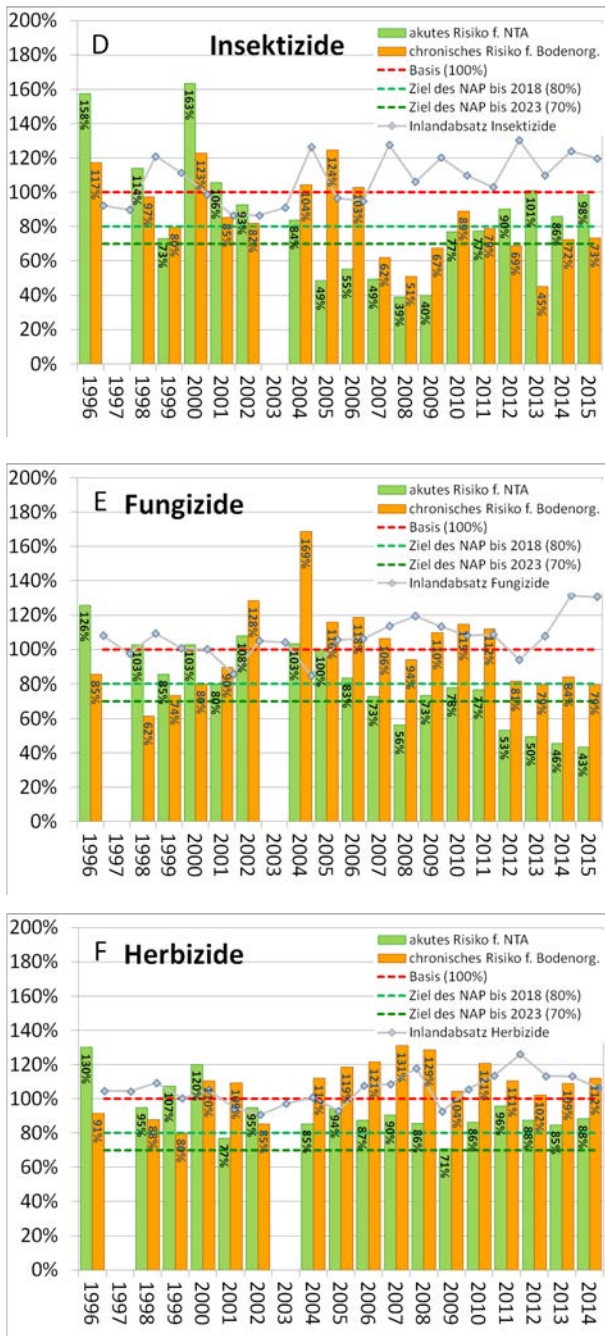 D Insektizide
akutes Risiko f. NTA
chronisches Risiko f. Bodenorg.
Basis (100%)
Ziel des NAP bis 2018 (80%)
Ziel des NAP bis 2023 (70%)
Inlandabsatz Insektizide
200%
180%
160%
140%
120%
100%
80%
60%
40%
20%
0%
158% 117% 114% 97% 73% 80% 163% 123% 106% 85% 93% 82% 84% 104% 49% 124% 55% 103% 49% 62% 39% 51% 40% 67% 77% 89% 77% 90% 69% 101% 45% 86% 72% 98% 73%
1996 1997 1998 1999 2000 2001 2002 2003 2004 2005 2006 2007 2008 2009 2010 2011 2012 2013 2014 2015
E Fungizide
akutes Risiko f. NTA
chronisches Risiko f. Bodenorg.
Basis (100%)
Ziel des NAP bis 2018 (80%)
Ziel des NAP bis 2023 (70%)
Inlandabsatz Fungizide
200%
180%
160%
140%
120%
100%
80%
60%
40%
20%
0%
126% 85% 103% 62% 85% 74% 103% 80% 80% 90% 108% 128% 103% 169% 100% 116% 83% 118% 73% 106% 56% 94% 73% 110% 78% 115% 77% 112% 53% 50% 79% 46% 84% 43% 79%
1996 1997 1998 1999 2000 2001 2002 2003 2004 2005 2006 2007 2008 2009 2010 2011 2012 2013 2014 2015
F Herbizide
akutes Risiko f. NTA
chronisches Risiko f. Bodenorg.
Basis (100%)
Ziel des NAP bis 2018 (80%)
Ziel des NAP bis 2023 (70%)
Inlandabsatz Herbizide
200%
180%
160%
140%
120%
100%
80%
60%
40%
20%
0%
130% 91% 95% 88% 107% 80% 120% 110% 77% 95% 85% 85% 112% 94% 119% 87% 121% 90% 131% 86% 129% 71% 104% 86% 121% 96% 111% 88% 102% 85% 109% 88% 112%
1996 1997 1998 1999 2000 2001 2002 2003 2004 2005 2006 2007 2008 2009 2010 2011 2012 2013 2014